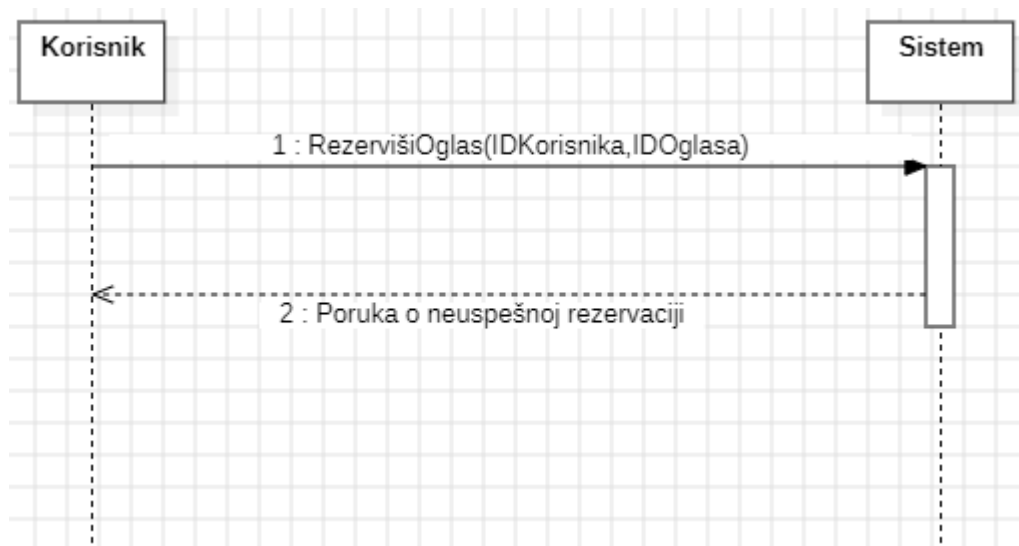 Korisnik
Sistem
1 : RezervišiOglas(IDKorisnika,IDOglasa)
2 : Poruka o neuspešnoj rezervaciji